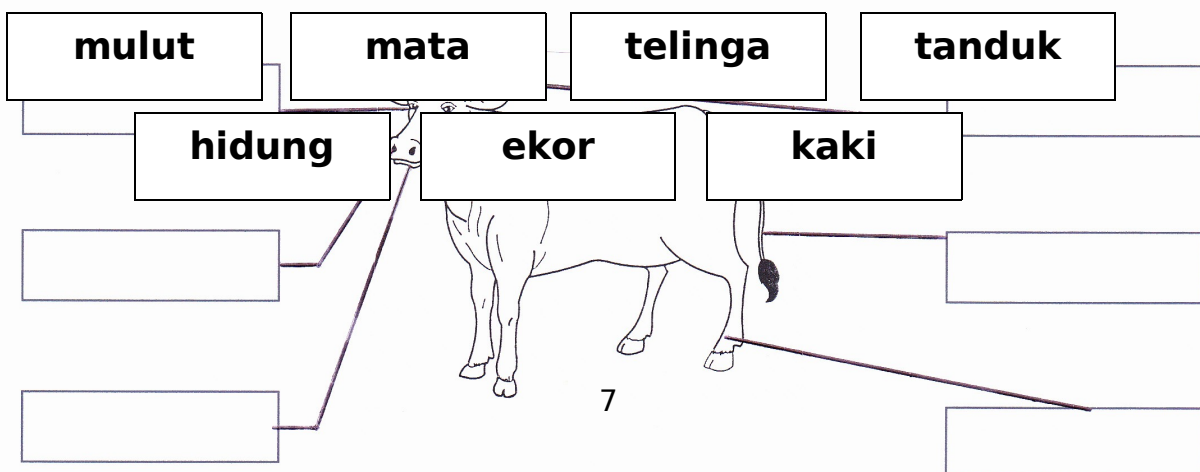 mulut mata telinga tanduk
hidung ekor kaki
7